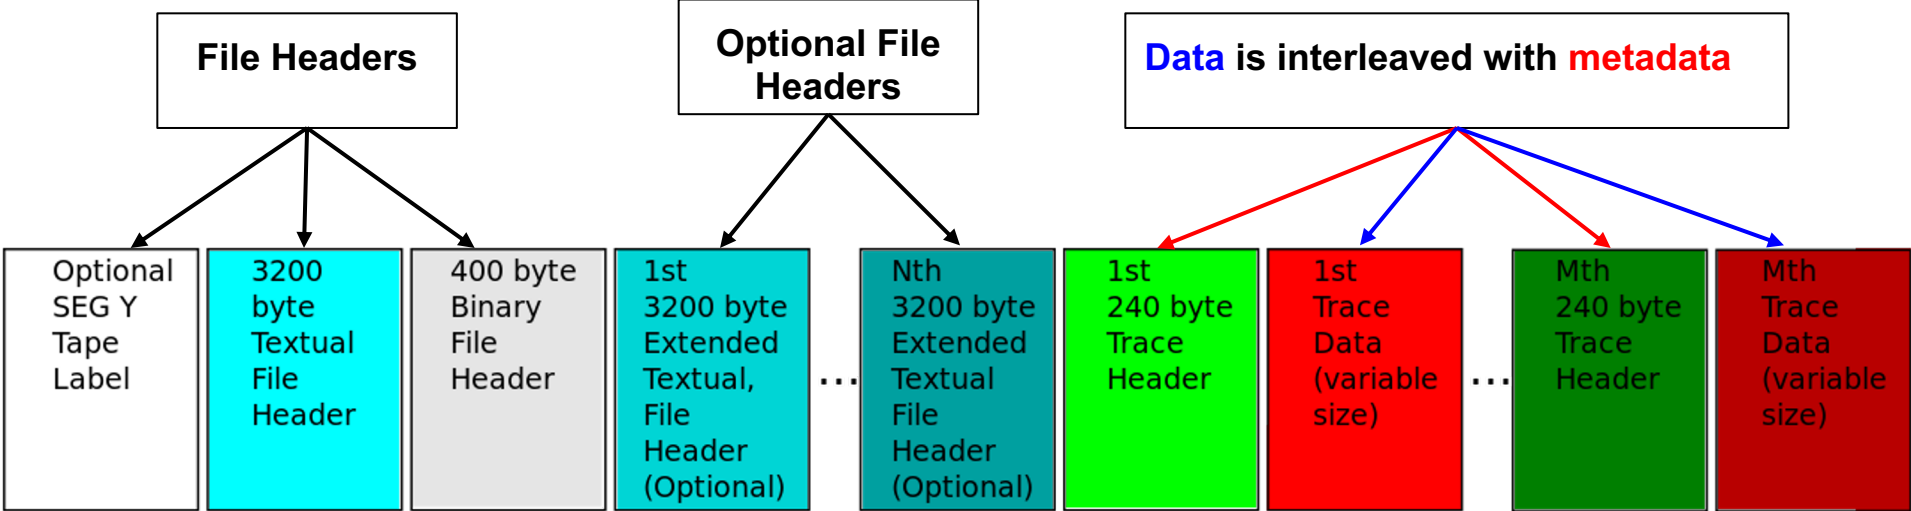 File Headers
Optional File
Headers
Data is interleaved with metadata
Optional
SEG Y
Tape
Label
3200
byte
Textual
File
Header
400 byte
Binary
File
Header
1st
3200 byte
Extended
Textual,
File
Header
(Optional)
...
Nth
3200 byte
Extended
Textual
File
Header
(Optional)
1st
240 byte
Trace
Header
1st
Trace
Data
(variable
size)
...
Mth
240 byte
Trace
Header
Mth
Trace
Data
(variable
size)